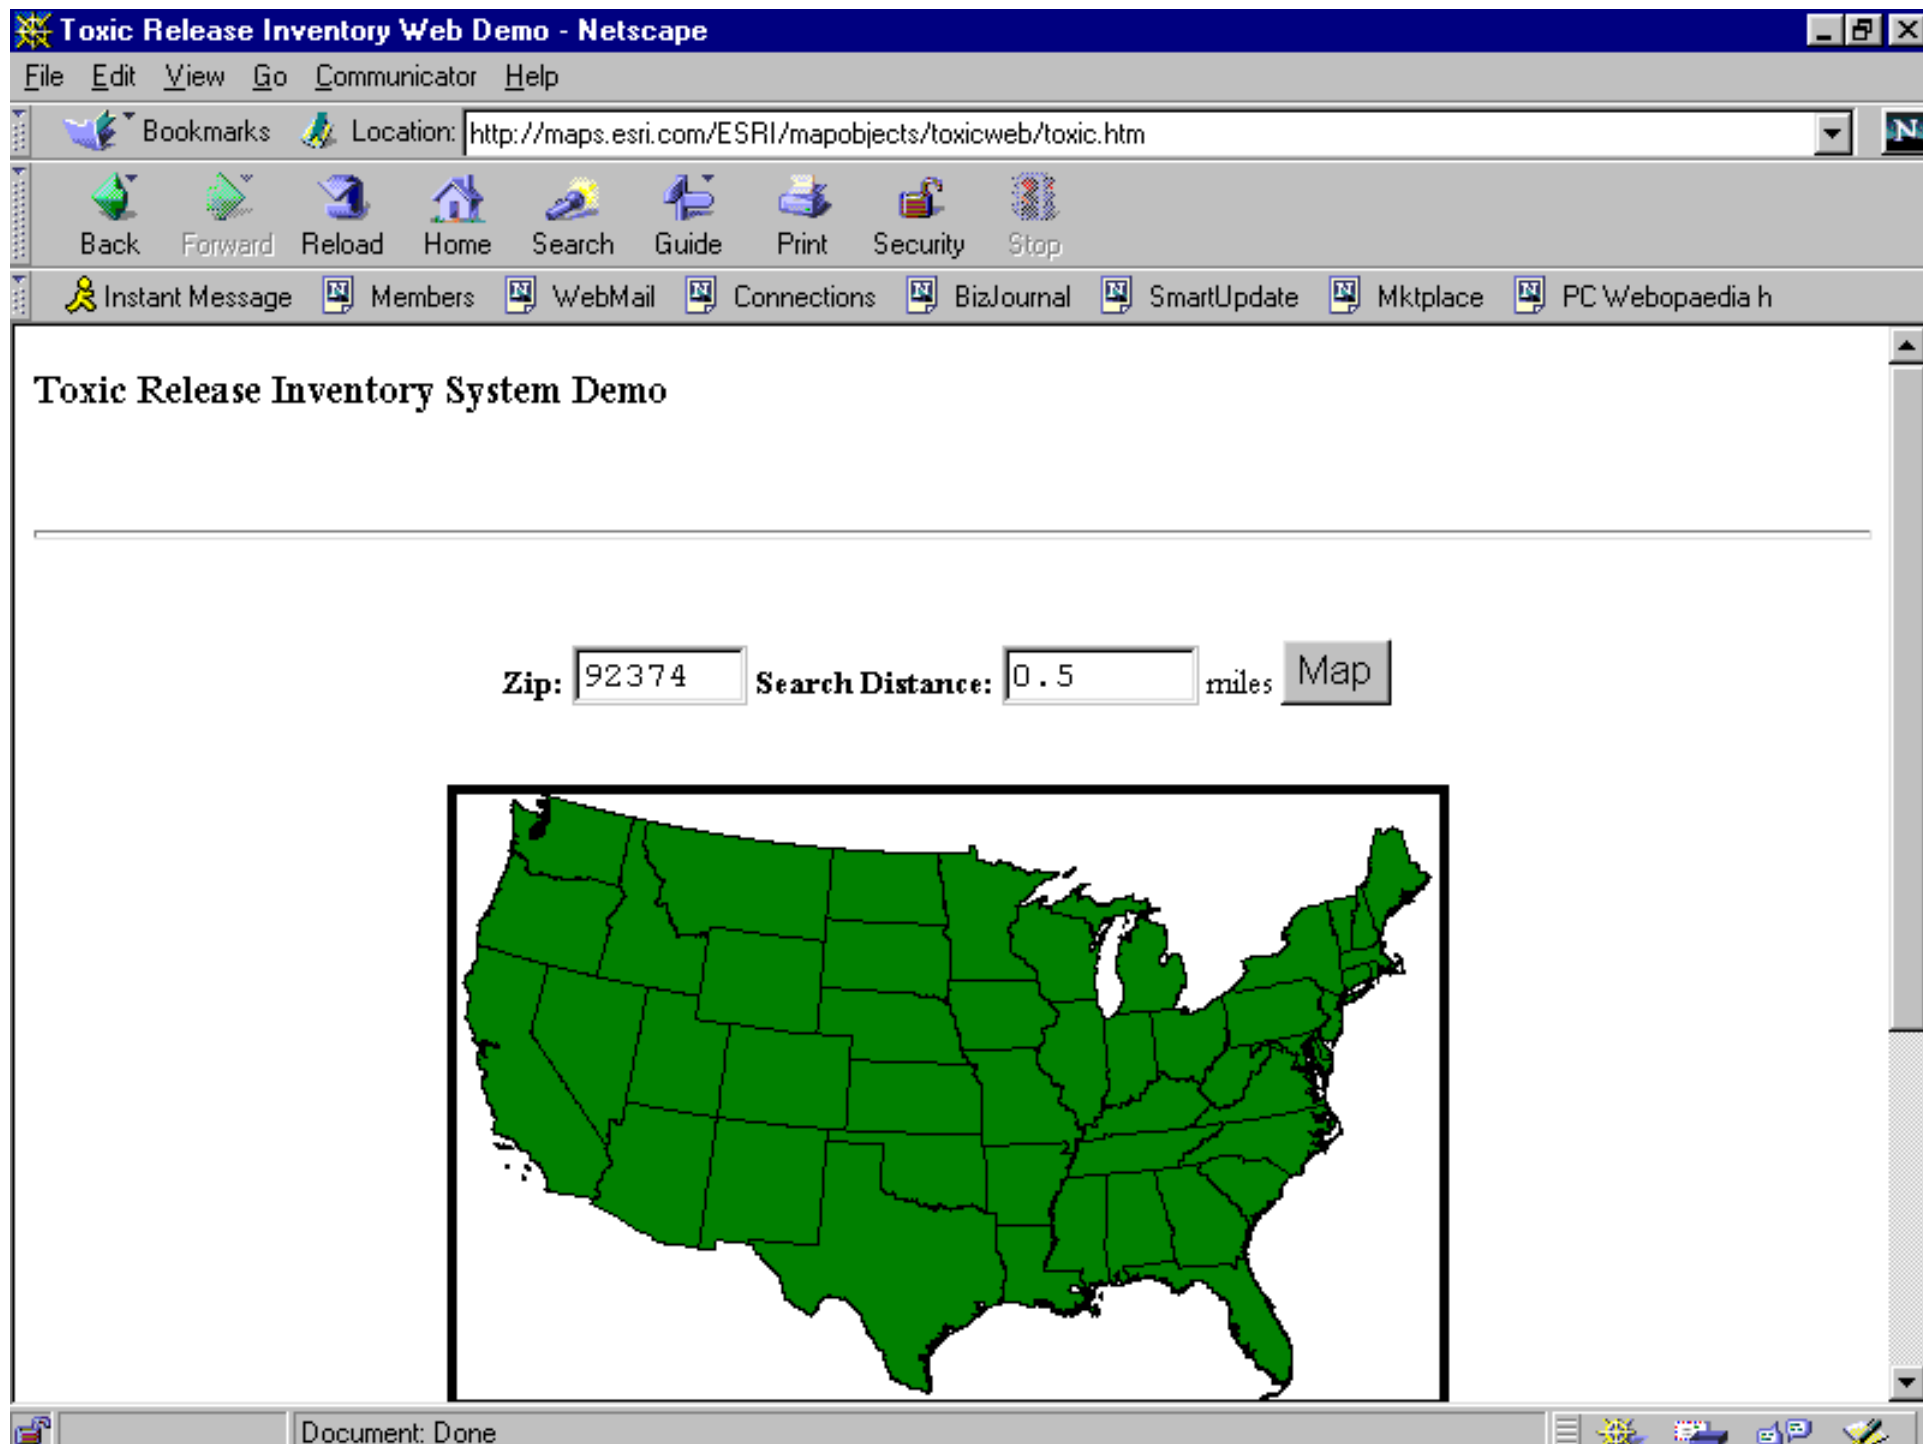 Toxic Release Inventory Web Demo - Netscape
File Edit View Go Communicator Help
Bookmarks Location: http://maps.esri.com/ESRI/mapobjects/toxicweb/toxic.htm N
Back Forward Reload Home Search Guide Print Security Stop
Instant Message Members WebMail Connections BizJournal SmartUpdate Mktplace PC Webopaedia h
Toxic Release Inventory System Demo
Zip: 92374 Search Distance: 0.5 miles Map
Document: Done